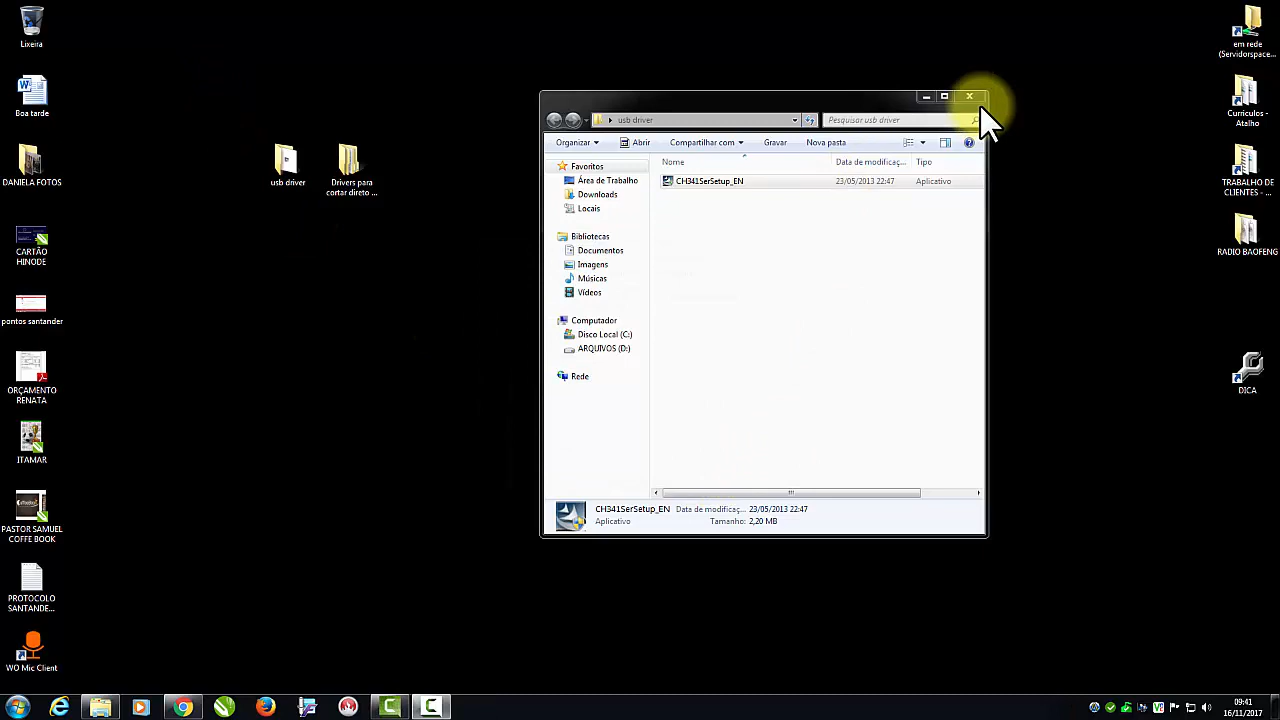 Lixeira
Boa tarde
DANIELA FOTOS
CARTÃO
HINODE
pontos santander
ORÇAMENTO
RENATA
ITAMAR
PASTOR SAMUEL
COFFE BOOK
PROTOCOLO
SANTANDE...
WO Mic Client
usb driver
Drivers para
cortar direto ...
usb driver
Pesquisar usb driver
Organizar
Abrir
Compartilhar com
Gravar
Nova pasta
Nome
Data de modificaç...
Tipo
CH341SerSetup_EN
23/05/2013 22:47
Aplicativo
Favoritos
Área de Trabalho
Downloads
Locais
Bibliotecas
Documentos
Imagens
Músicas
Vídeos
Computador
Disco Local (C:)
ARQUIVOS (D:)
Rede
CH341SerSetup_EN Data de modificaç... 23/05/2013 22:47
Aplicativo Tamanho: 2,20 MB
em rede
(Servidorspace...
Currículos -
Atalho
TRABALHO DE
CLIENTES - ...
RADIO BAOFENG
DICA
09:41
16/11/2017